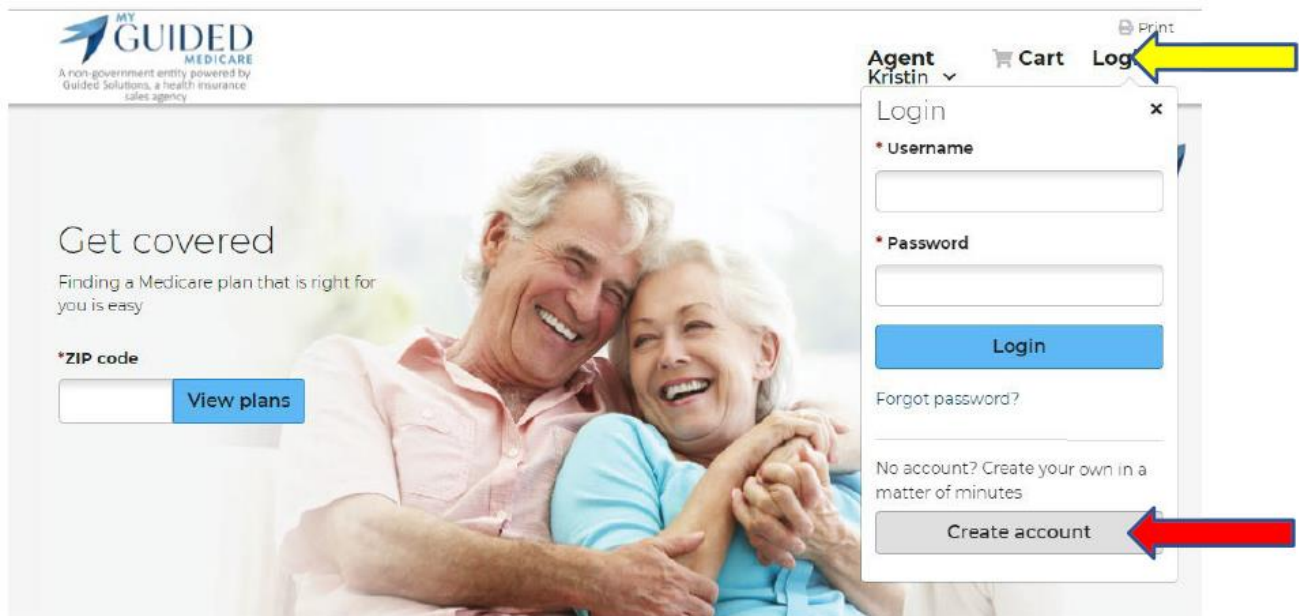 MY
GUIDED
MEDICARE
A non-government entity powered by
Guided Solutions, a health insurance
sales agency
Print
Agent
Kristin
Cart
Login
×
* Username
* Password
Login
Forgot password?
No account? Create your own in a
matter of minutes
Create account
Get covered
Finding a Medicare plan that is right for
you is easy
*ZIP code
View plans